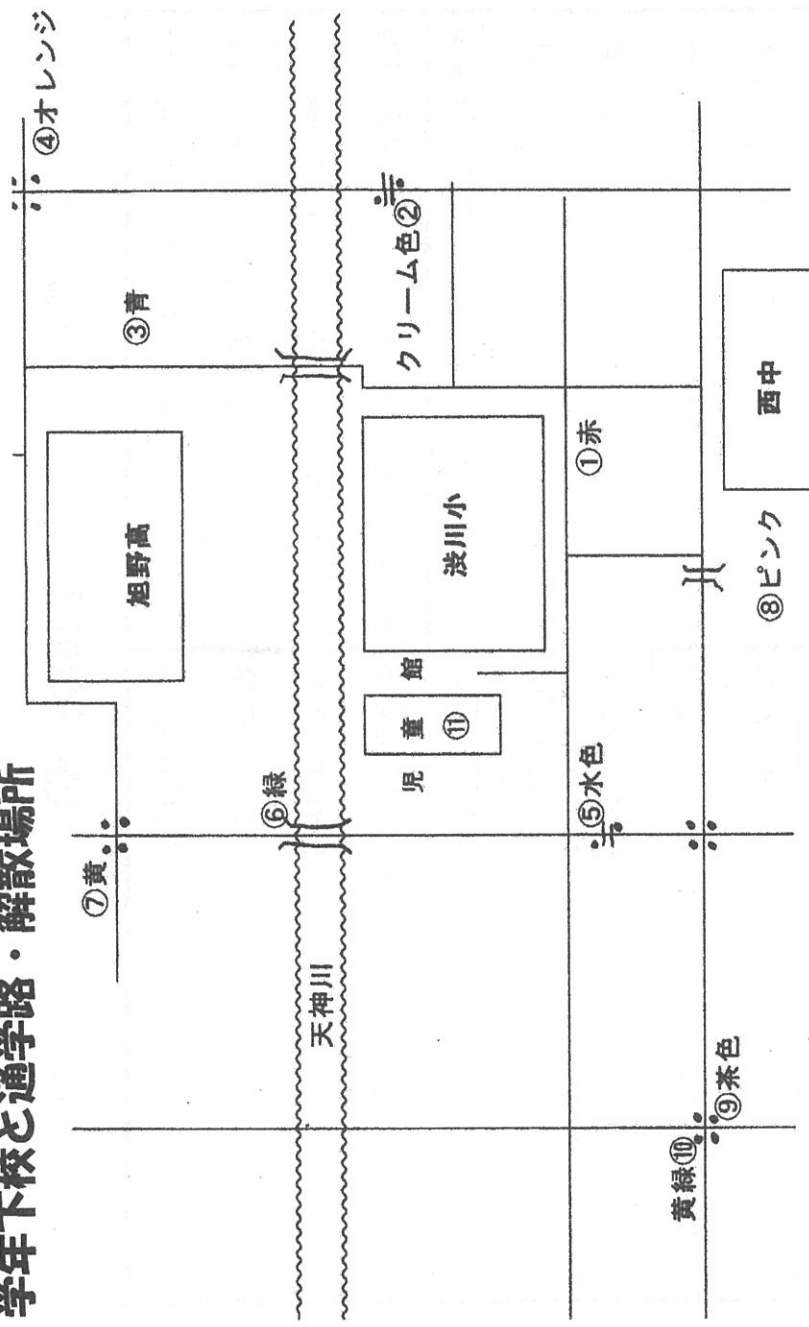 学年下校と通学路・解散場所
⑦黄
旭野高
③青
④オレンジ
⑥緑
天神川
児童館
⑪
渋川小
クリーム色②
⑤水色
①赤
黄緑⑩
⑨茶色
⑧ピンク
西中